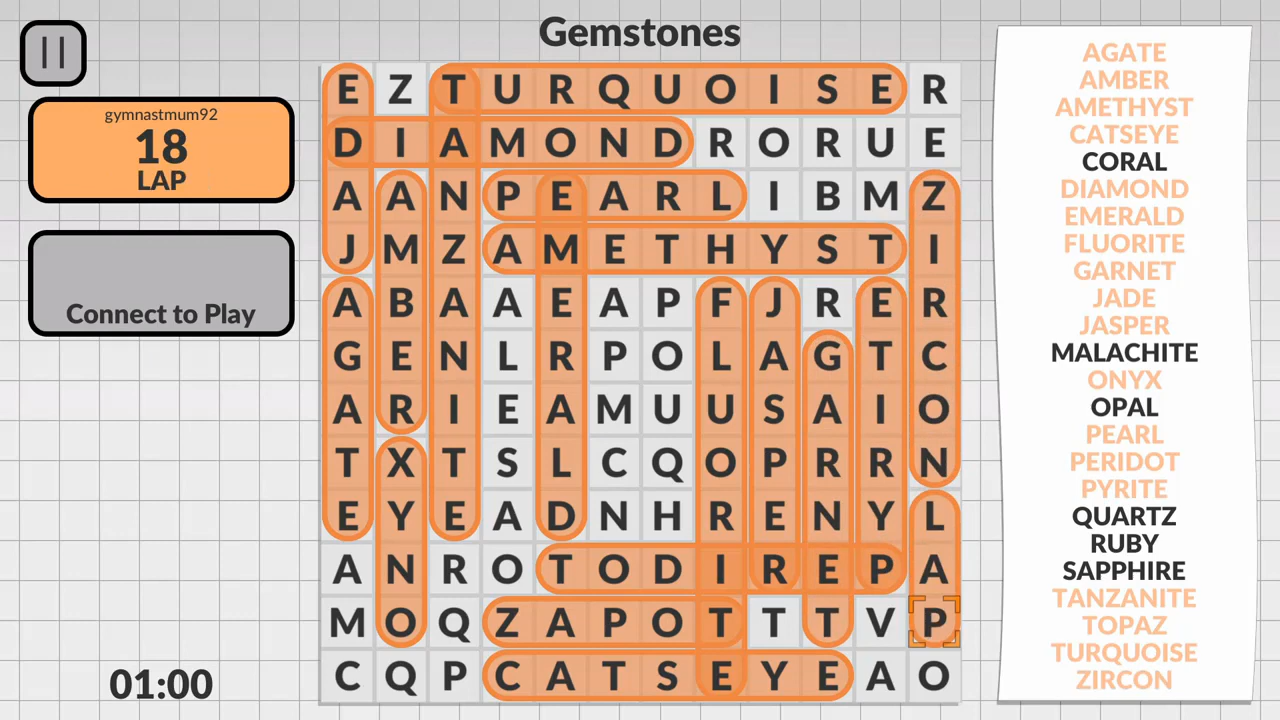 Gemstones
gymnastmum92
18
LAP
Connect to Play
01:00
E Z T U R Q U O I S E R
D I A M O N D R O R U E
A A N P E A R L I B M Z
J M Z A M E T H Y S T I
A B A A E A P F J R E R
G E N L R P O L A G T C
A R I E A M U U S A I O
T X T S L C Q O P R R N
E Y E A D N H R E N Y L
A N R O T O D I R E P A
M O Q Z A P O T T T V P
C Q P C A T S E Y E A O
AGATE
AMBER
AMETHYST
CATSEYE
CORAL
DIAMOND
EMERALD
FLUORITE
GARNET
JADE
JASPER
MALACHITE
ONYX
OPAL
PEARL
PERIDOT
PYRITE
QUARTZ
RUBY
SAPPHIRE
TANZANITE
TOPAZ
TURQUOISE
ZIRCON